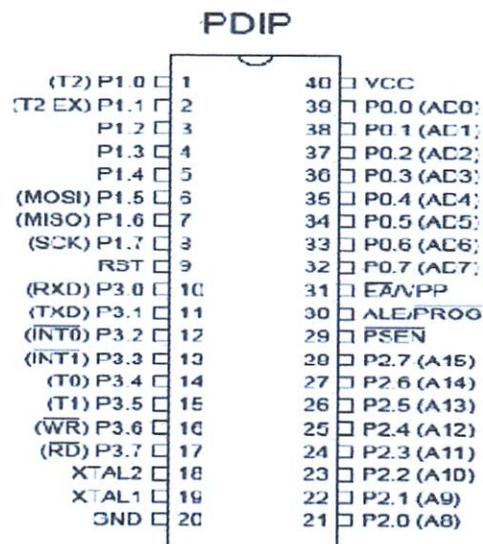 PDIP
(T2) P1.0 1 40 VCC
(T2 EX) P1.1 2 39 P0.0 (AD0)
P1.2 3 38 P0.1 (AD1)
P1.3 4 37 P0.2 (AD2)
P1.4 5 36 P0.3 (AD3)
(MOSI) P1.5 6 35 P0.4 (AD4)
(MISO) P1.6 7 34 P0.5 (AD5)
(SCK) P1.7 8 33 P0.6 (AD6)
RST 9 32 P0.7 (AD7)
(RXD) P3.0 10 31 EA/VPP
(TXD) P3.1 11 30 ALE/PROG
(INT0) P3.2 12 29 PSEN
(INT1) P3.3 13 28 P2.7 (A15)
(T0) P3.4 14 27 P2.6 (A14)
(T1) P3.5 15 26 P2.5 (A13)
(WR) P3.6 16 25 P2.4 (A12)
(RD) P3.7 17 24 P2.3 (A11)
XTAL2 18 23 P2.2 (A10)
XTAL1 19 22 P2.1 (A9)
GND 20 21 P2.0 (A8)